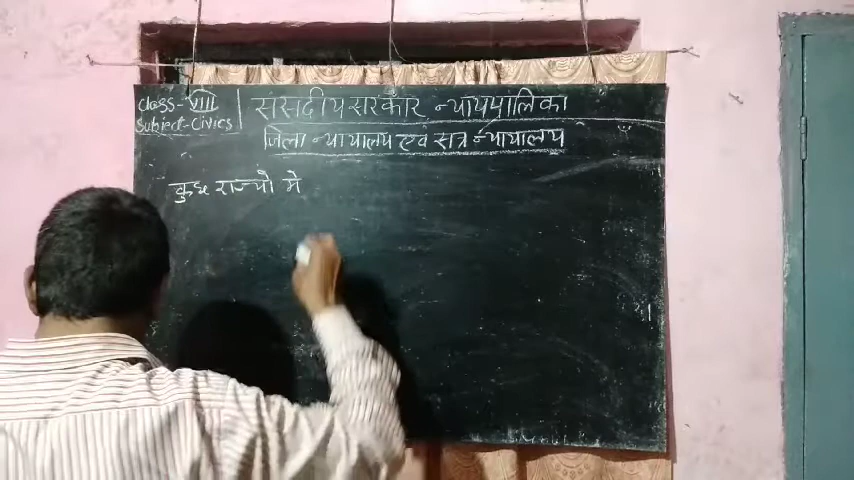 Class-VIII
Subject-Civics
संसदीय सरकार न्यायपालिका
जिला न्यायालय एवं सत्र न्यायालय
कुछ राज्यों मे